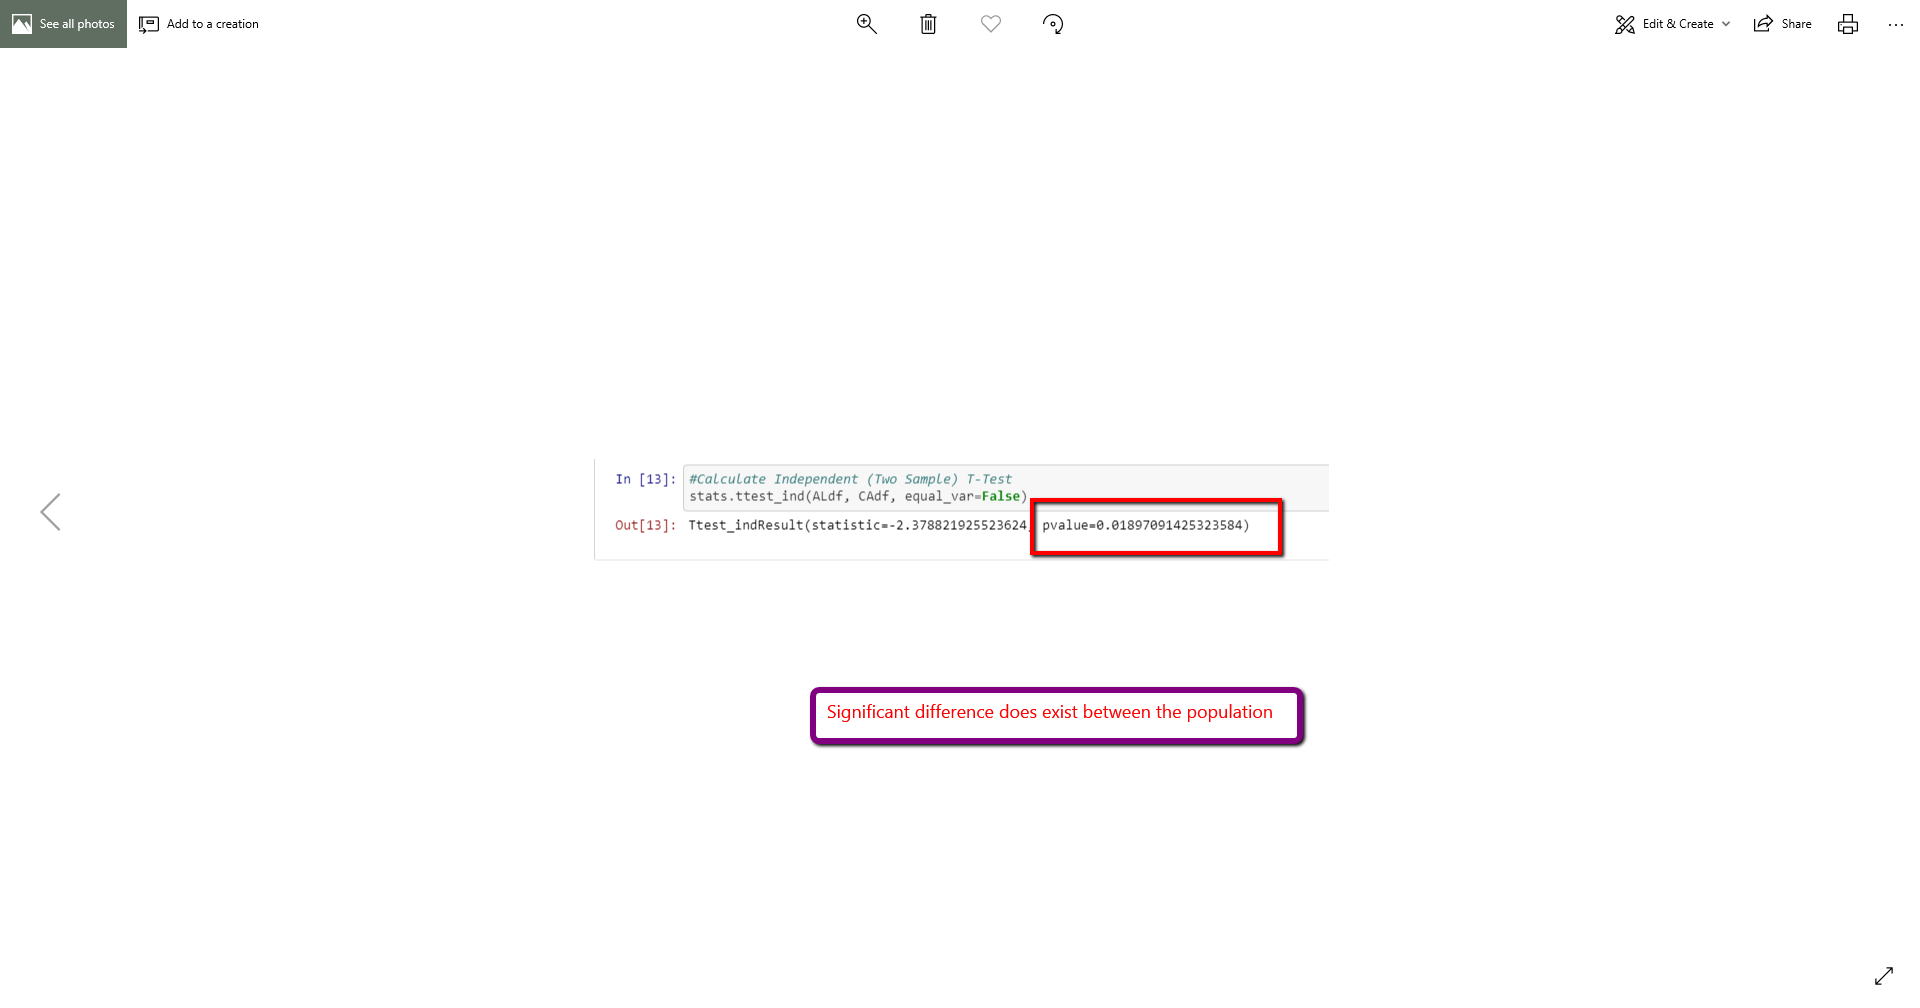 See all photos
Add to a creation
Edit & Create
Share
In [13]: #Calculate Independent (Two Sample) T-Test
stats.ttest_ind(ALdf, CAdf, equal_var=False)
Out[13]: Ttest_indResult(statistic=-2.378821925523624, pvalue=0.01897091425323584)
Significant difference does exist between the population